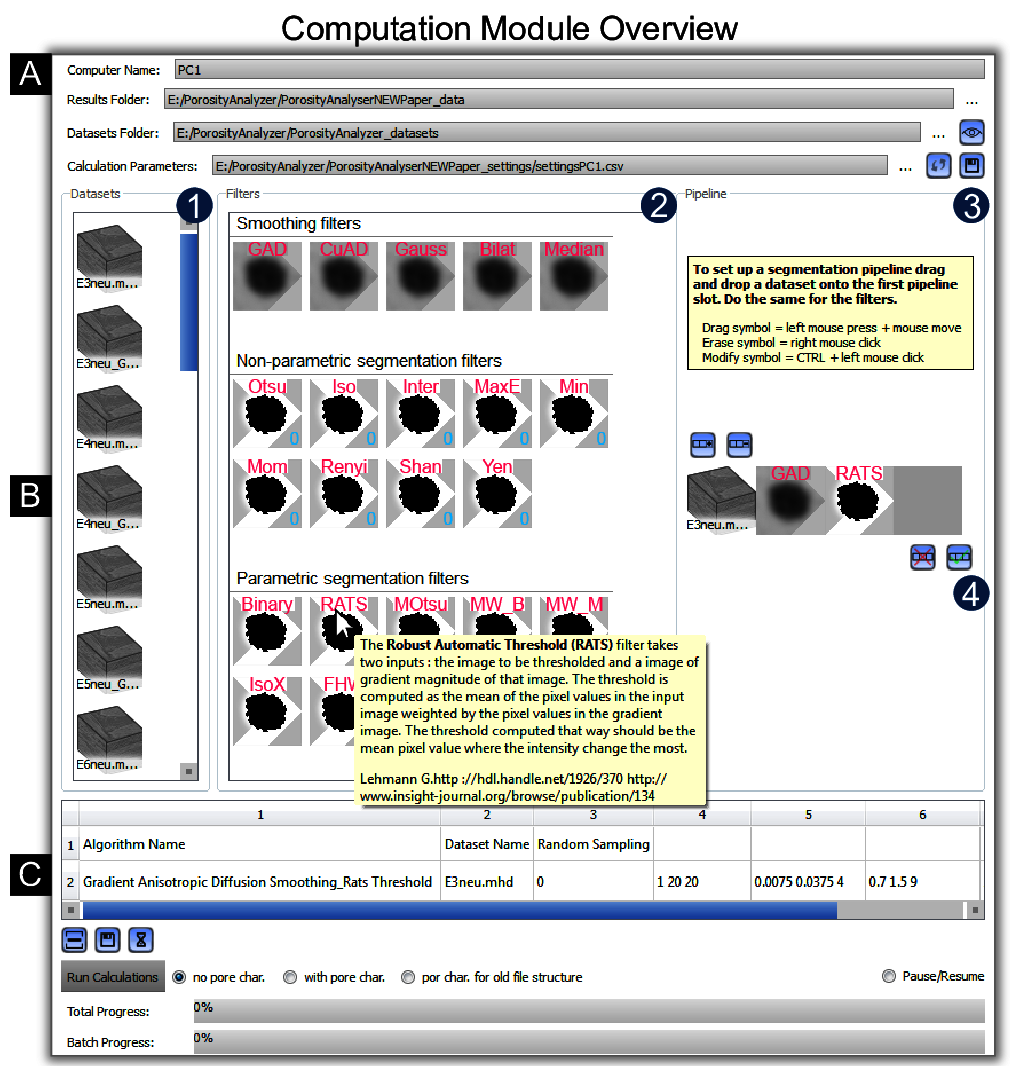 Computation Module Overview
A
Computer Name: PC1
Results Folder: E:/PorosityAnalyzer/PorosityAnalyserNEWPaper_data ...
Datasets Folder: E:/PorosityAnalyzer/PorosityAnalyzer_datasets ...
Calculation Parameters: E:/PorosityAnalyzer/PorosityAnalyserNEWPaper_settings/settingsPC1.csv ...
B
Datasets 1
E3neu.m...
E3neu_G...
E4neu.m...
E4neu_G...
E5neu.m...
E5neu_G...
E6neu.m...
Filters 2
Smoothing filters
GAD CuAD Gauss Bilat Median
Non-parametric segmentation filters
Otsu Iso Inter MaxE Min
0 0 0 0 0
Mom Renyi Shan Yen
0 0 0 0
Parametric segmentation filters
Binary RATS MOtsu MW_B MW_M
IsoX
The Robust Automatic Threshold (RATS) filter takes
two inputs : the image to be thresholded and a image of
gradient magnitude of that image. The threshold is
computed as the mean of the pixel values in the input
image weighted by the pixel values in the gradient
image. The threshold computed that way should be the
mean pixel value where the intensity change the most.
Lehmann G.http ://hdl.handle.net/1926/370 http://
www.insight-journal.org/browse/publication/134
Pipeline 3
To set up a segmentation pipeline drag
and drop a dataset onto the first pipeline
slot. Do the same for the filters.
Drag symbol = left mouse press + mouse move
Erase symbol = right mouse click
Modify symbol = CTRL + left mouse click
GAD RATS
E3neu.m...
4
C
1 2 3 4 5 6
1 Algorithm Name Dataset Name Random Sampling
2 Gradient Anisotropic Diffusion Smoothing_Rats Threshold E3neu.mhd 0 1 20 20 0.0075 0.0375 4 0.7 1.5 9
Run Calculations no pore char. with pore char. por char. for old file structure Pause/Resume
Total Progress: 0%
Batch Progress: 0%